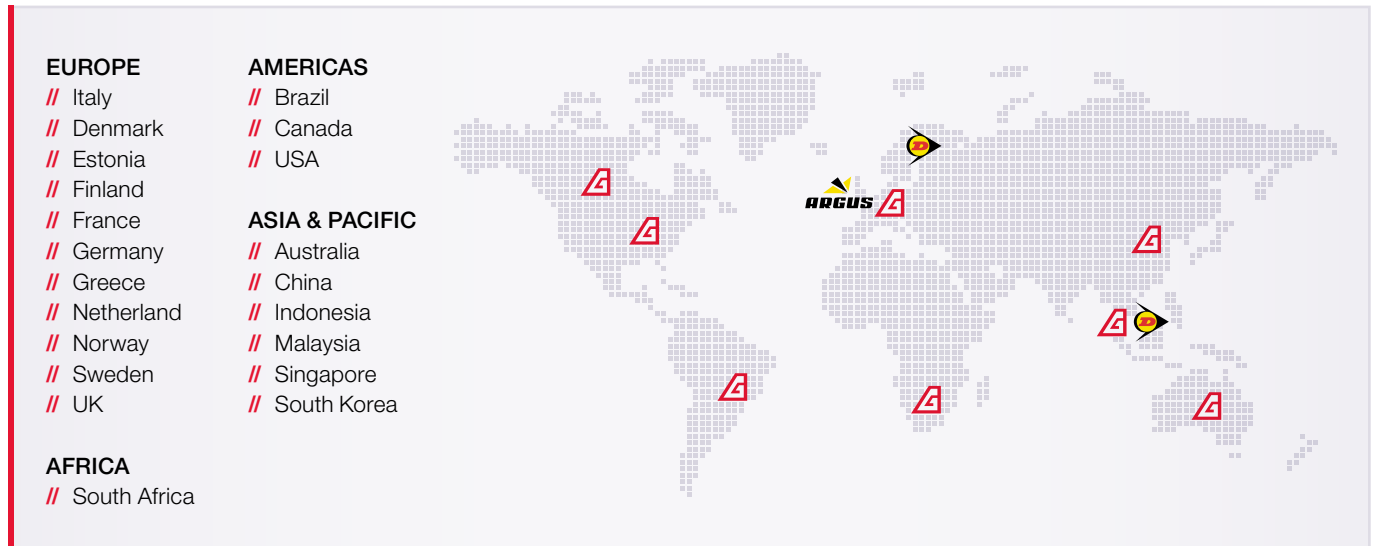 EUROPE
// Italy
// Denmark
// Estonia
// Finland
// France
// Germany
// Greece
// Netherland
// Norway
// Sweden
// UK
AFRICA
// South Africa
AMERICAS
// Brazil
// Canada
// USA
ASIA & PACIFIC
// Australia
// China
// Indonesia
// Malaysia
// Singapore
// South Korea
ARGUS
D
D